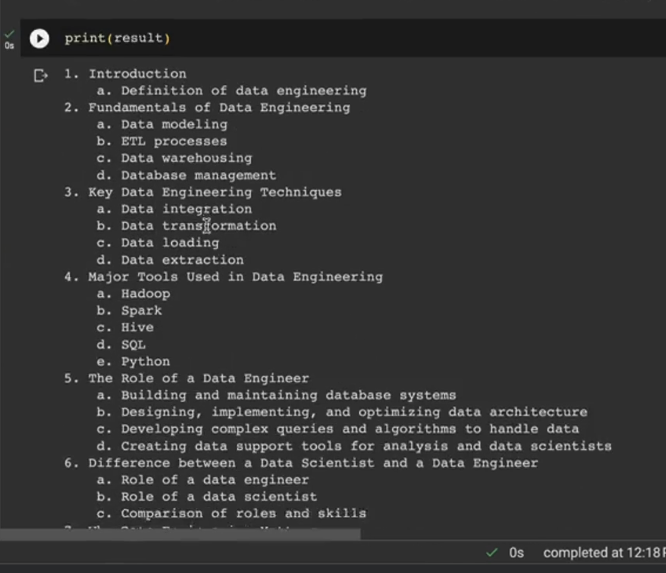 print(result)
0s
1. Introduction
a. Definition of data engineering
2. Fundamentals of Data Engineering
a. Data modeling
b. ETL processes
c. Data warehousing
d. Database management
3. Key Data Engineering Techniques
a. Data integration
b. Data transformation
c. Data loading
d. Data extraction
4. Major Tools Used in Data Engineering
a. Hadoop
b. Spark
c. Hive
d. SQL
e. Python
5. The Role of a Data Engineer
a. Building and maintaining database systems
b. Designing, implementing, and optimizing data architecture
c. Developing complex queries and algorithms to handle data
d. Creating data support tools for analysis and data scientists
6. Difference between a Data Scientist and a Data Engineer
a. Role of a data engineer
b. Role of a data scientist
c. Comparison of roles and skills
0s completed at 12:18